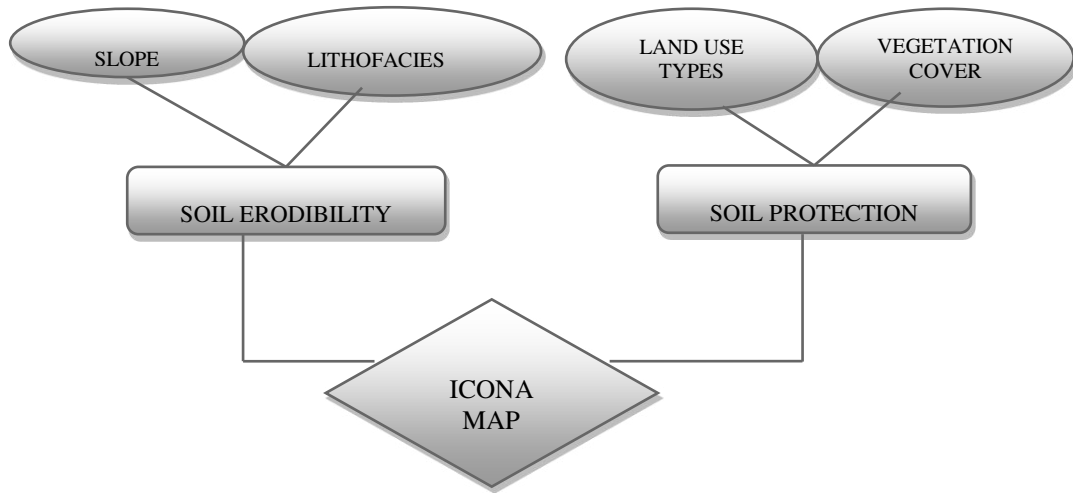 SLOPE
LITHOFACIES
LAND USE
TYPES
VEGETATION
COVER
SOIL ERODIBILITY
SOIL PROTECTION
ICONA
MAP